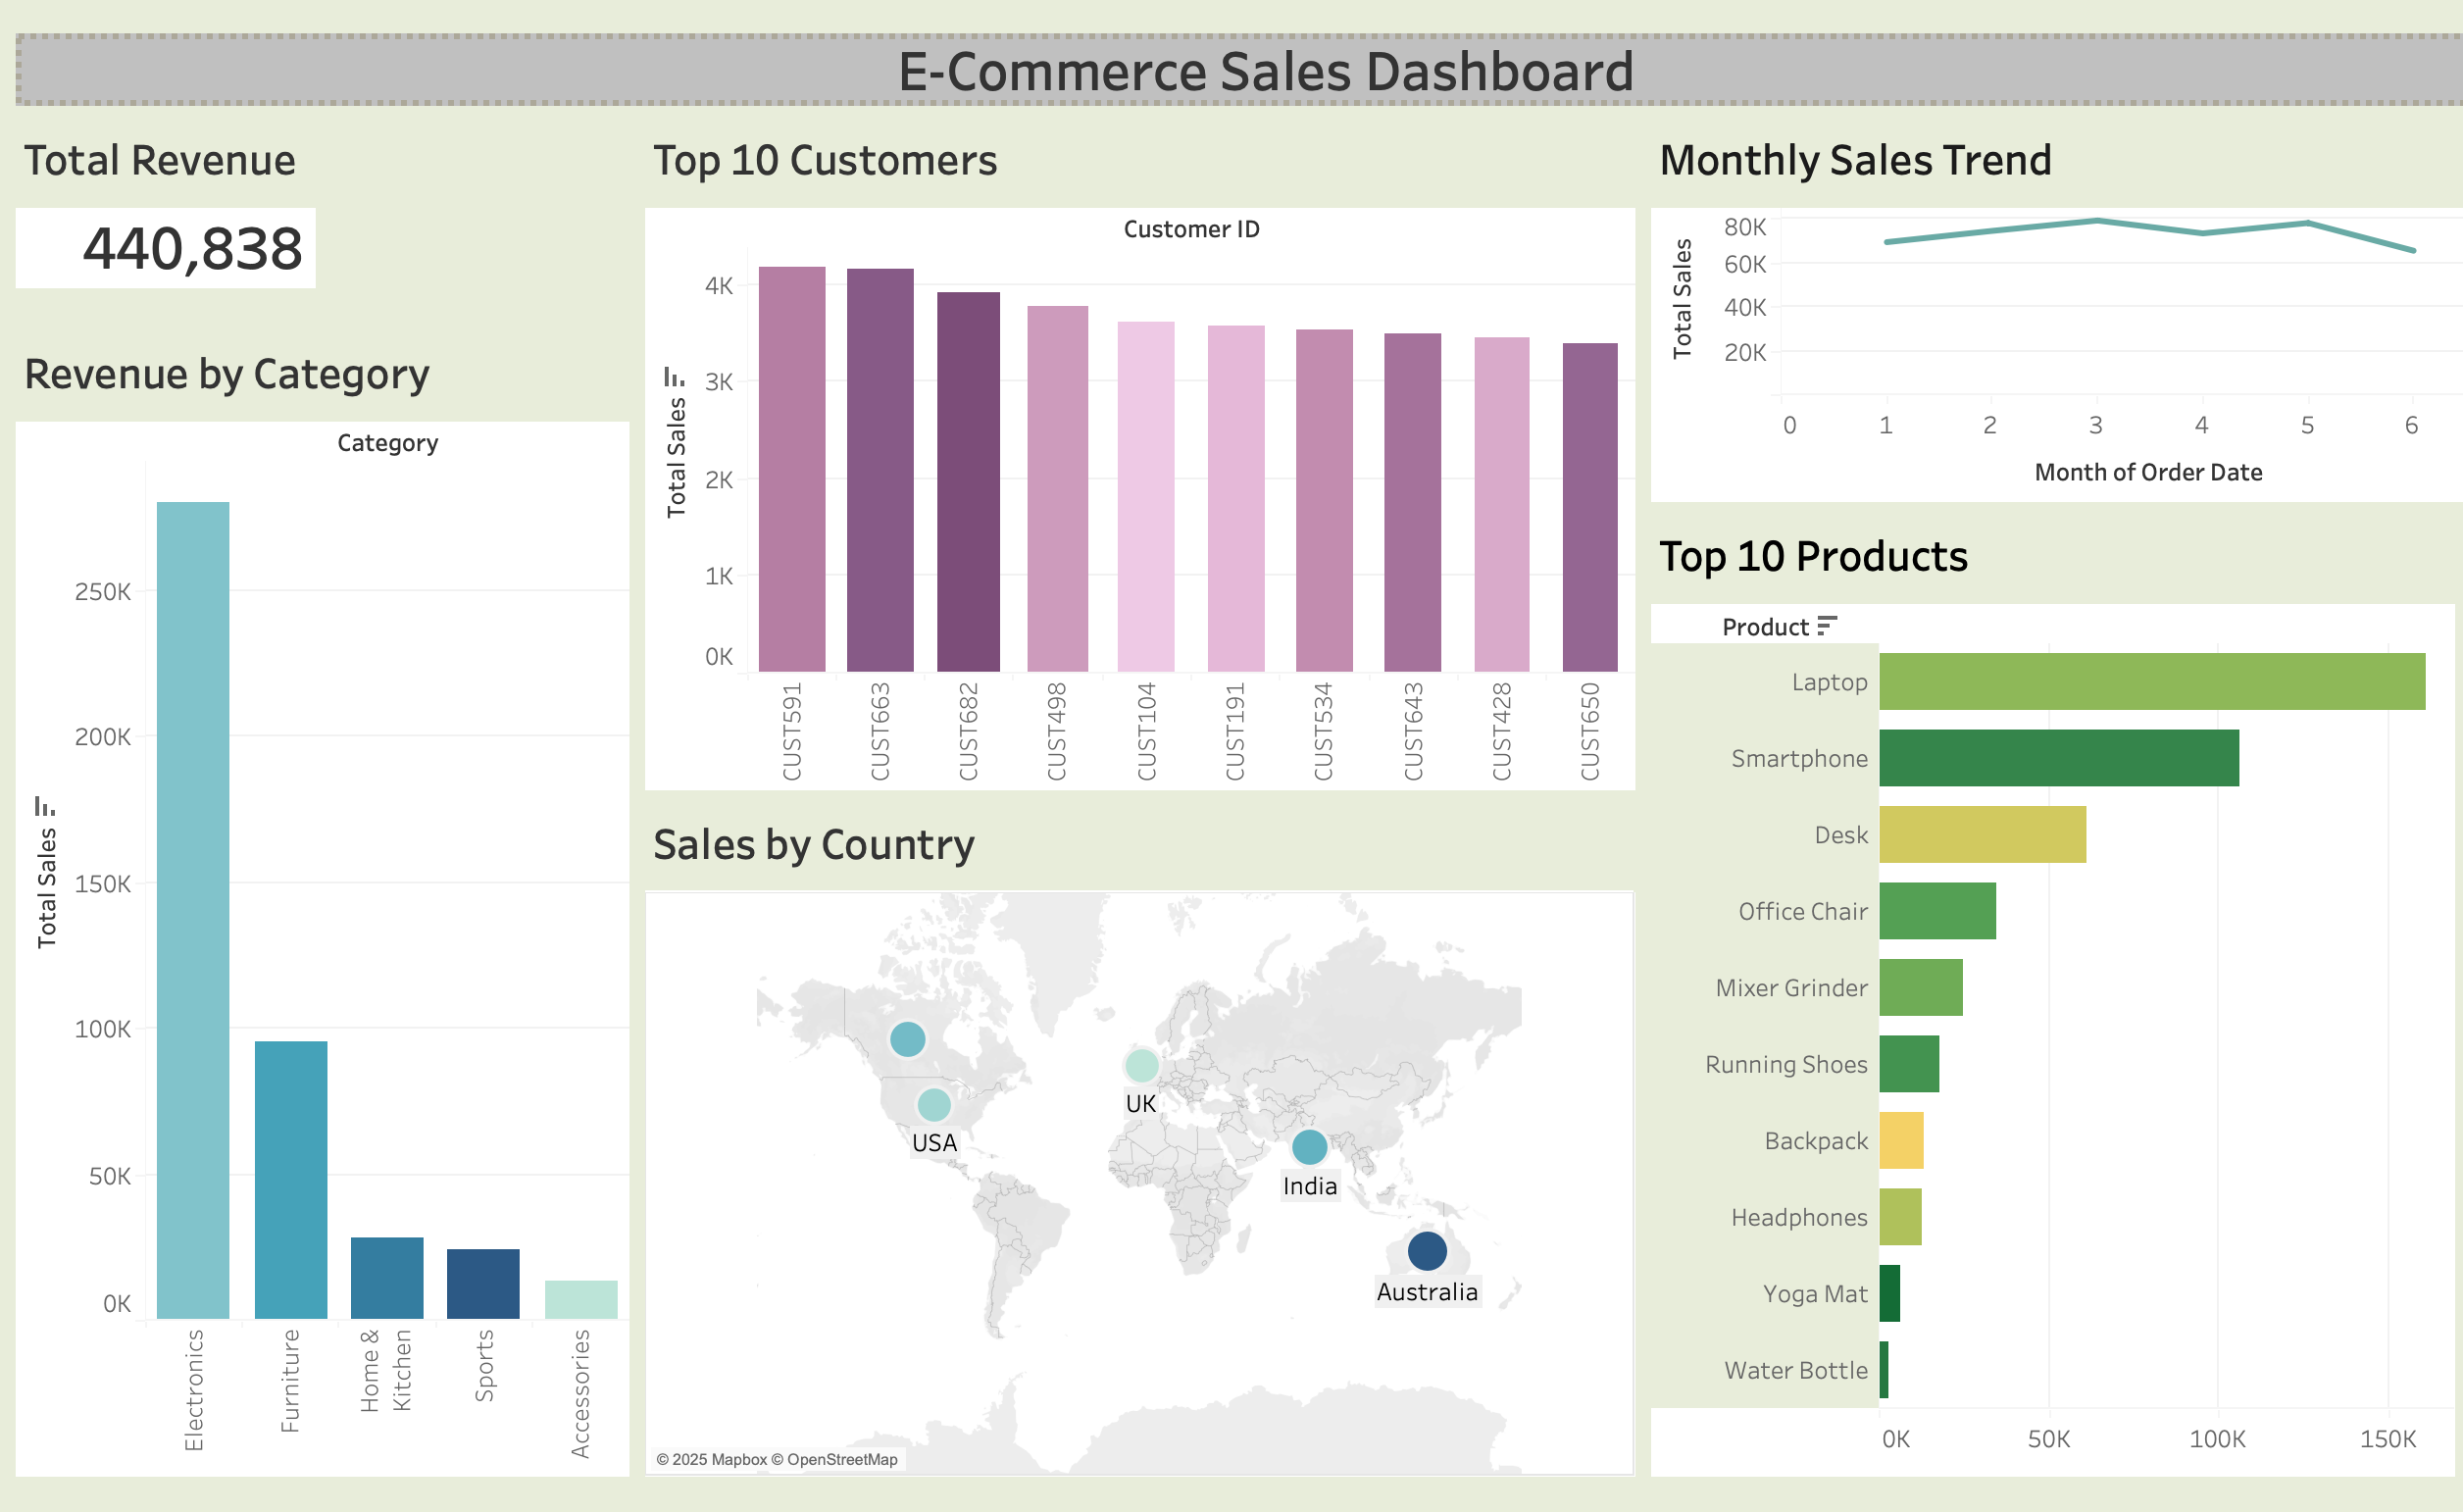 E-Commerce Sales Dashboard
Total Revenue
440,838
Revenue by Category
Category
Total Sales
250K
200K
150K
100K
50K
0K
Electronics
Furniture
Home &
Kitchen
Sports
Accessories
Top 10 Customers
Customer ID
Total Sales
4K
3K
2K
1K
0K
CUST591
CUST663
CUST682
CUST498
CUST104
CUST191
CUST534
CUST643
CUST428
CUST650
Sales by Country
USA
UK
India
Australia
© 2025 Mapbox © OpenStreetMap
Monthly Sales Trend
Total Sales
80K
60K
40K
20K
0 1 2 3 4 5 6
Month of Order Date
Top 10 Products
Product
Laptop
Smartphone
Desk
Office Chair
Mixer Grinder
Running Shoes
Backpack
Headphones
Yoga Mat
Water Bottle
0K 50K 100K 150K